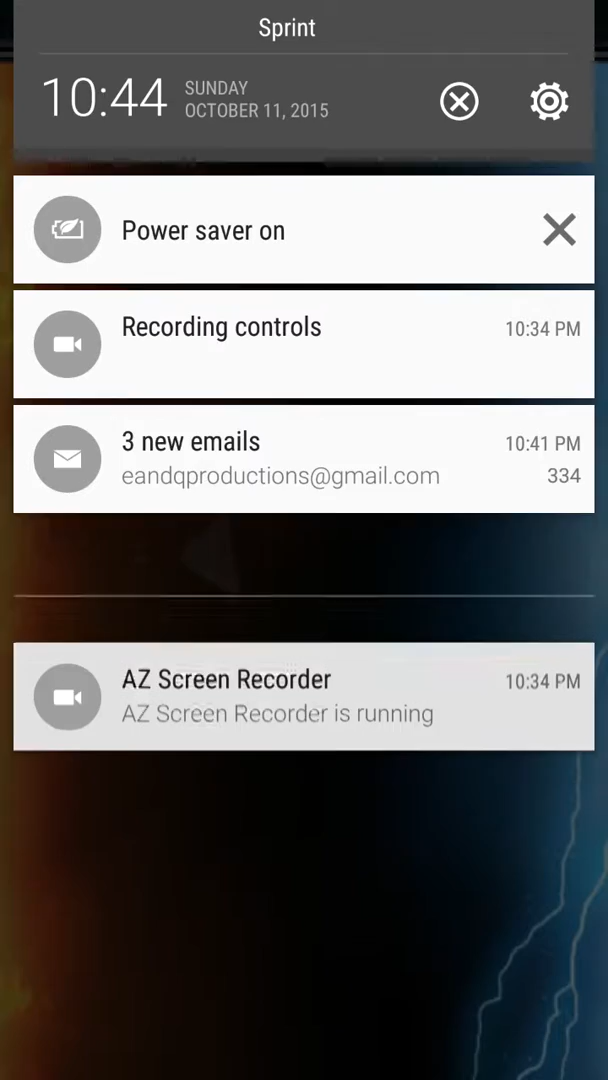 Sprint
10:44
SUNDAY
OCTOBER 11, 2015
Power saver on
Recording controls
10:34 PM
3 new emails
10:41 PM
eandqproductions@gmail.com
334
AZ Screen Recorder
10:34 PM
AZ Screen Recorder is running